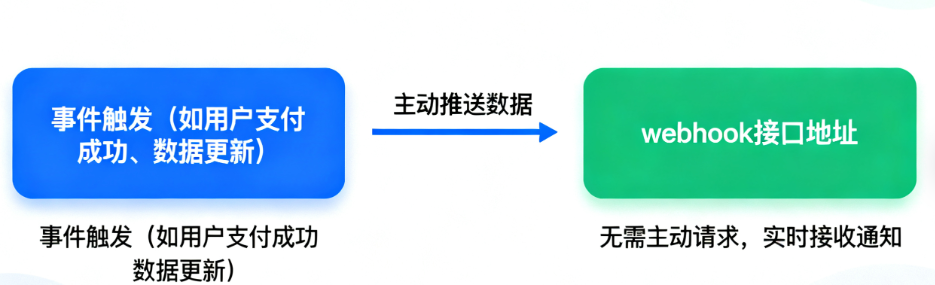 事件触发（如用户支付
成功、数据更新）
主动推送数据
webhook接口地址
事件触发（如用户支付成功
数据更新）
无需主动请求，实时接收通知